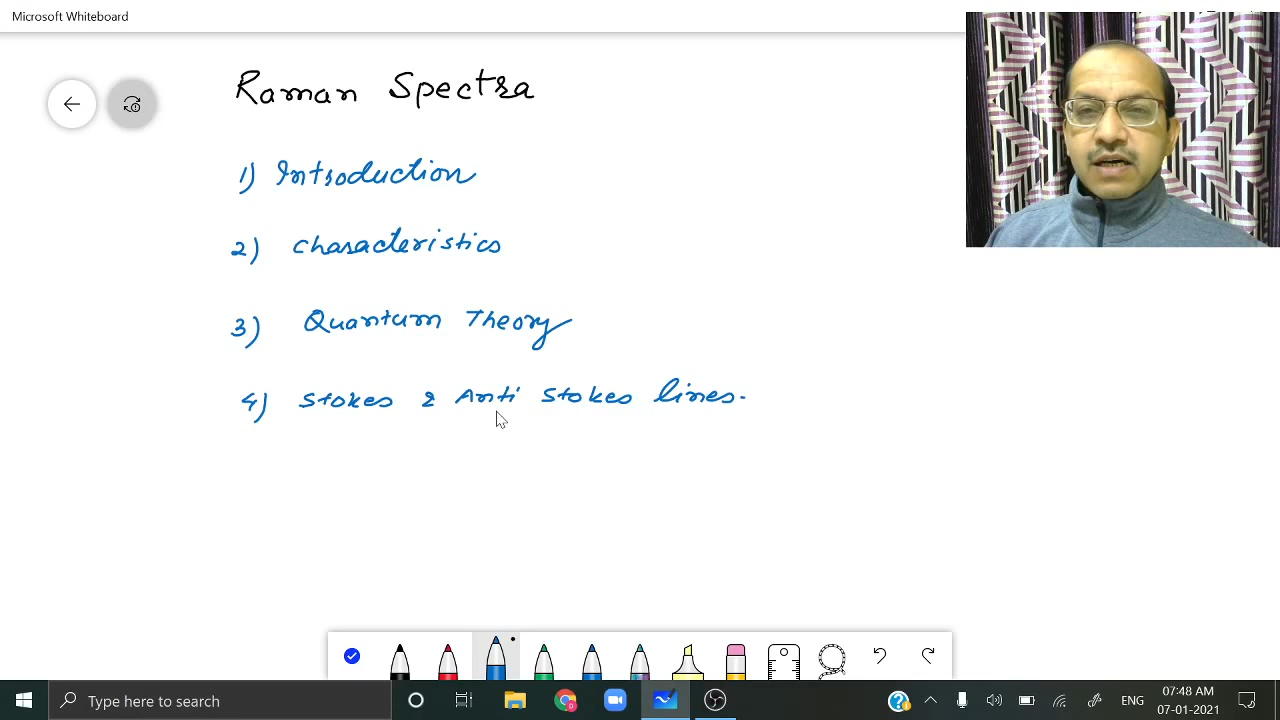 Microsoft Whiteboard
Raman Spectra
1) Introduction
2) characteristics
3) Quantum Theory
4) Stokes & Anti Stokes lines.
Type here to search
ENG
07:48 AM
07-01-2021